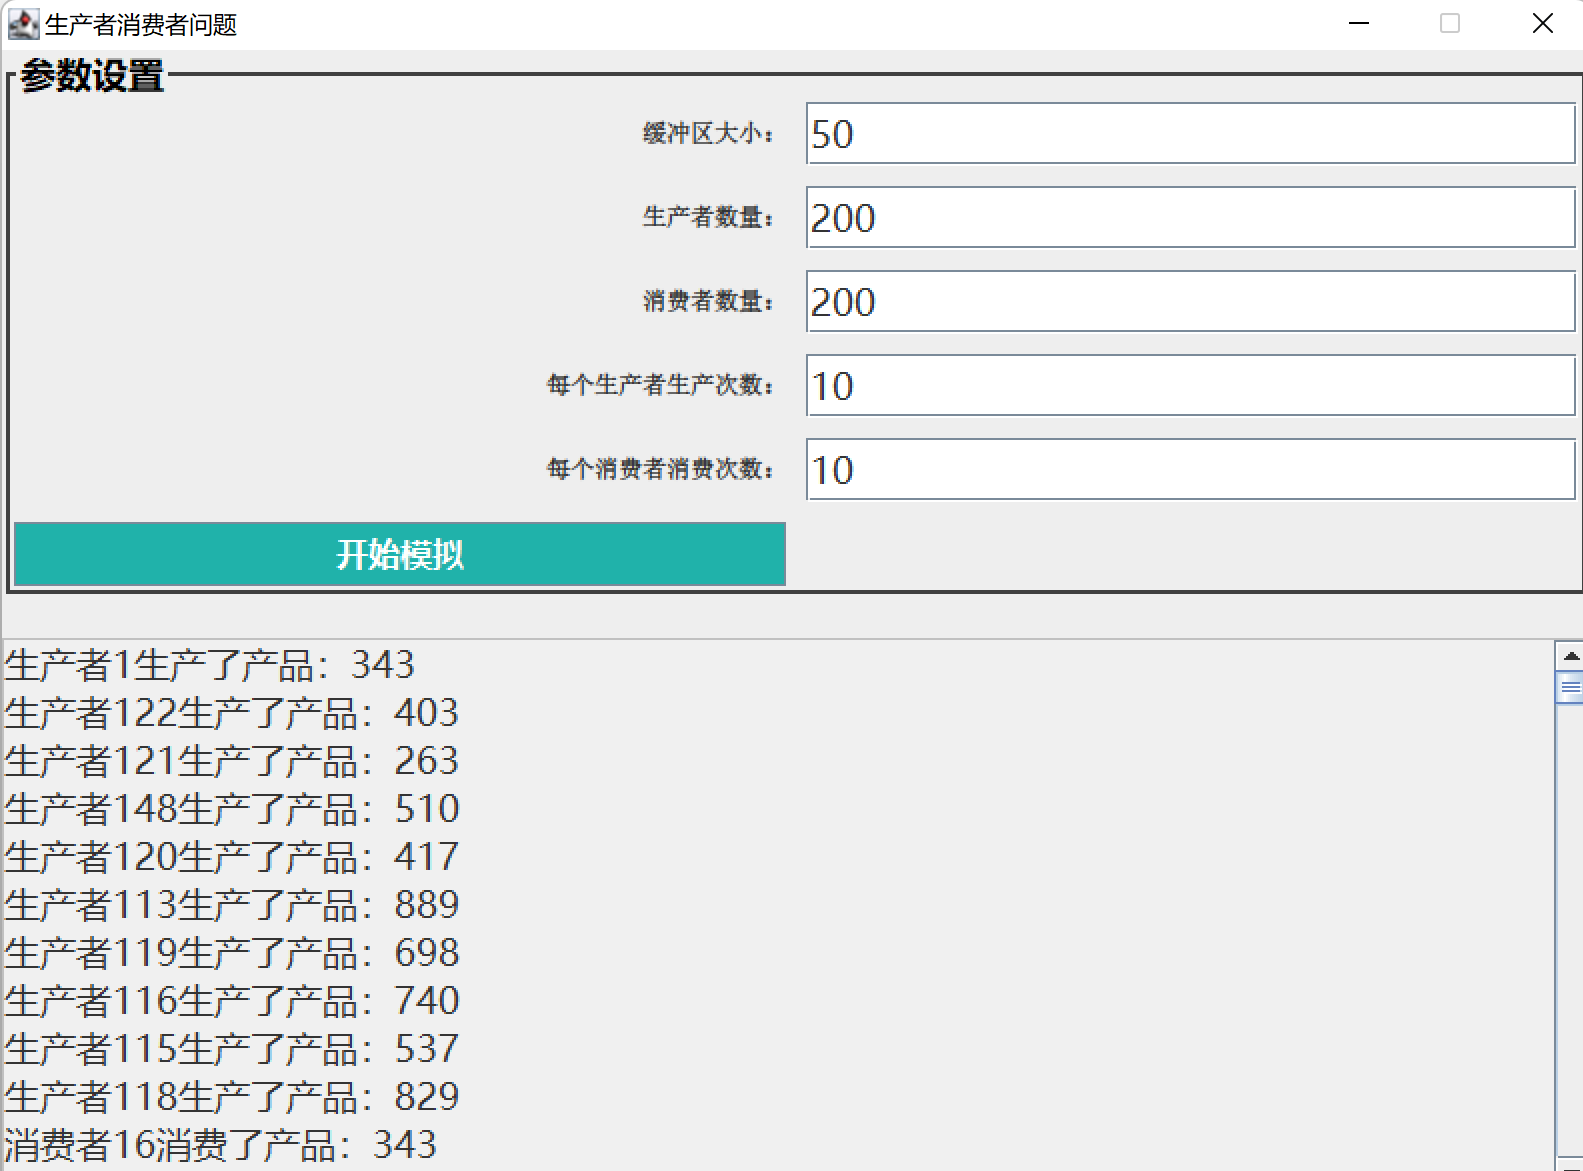 生产者消费者问题
参数设置
缓冲区大小： 50
生产者数量： 200
消费者数量： 200
每个生产者生产次数： 10
每个消费者消费次数： 10
开始模拟
生产者1生产了产品：343
生产者122生产了产品：403
生产者121生产了产品：263
生产者148生产了产品：510
生产者120生产了产品：417
生产者113生产了产品：889
生产者119生产了产品：698
生产者116生产了产品：740
生产者115生产了产品：537
生产者118生产了产品：829
消费者16消费了产品：343